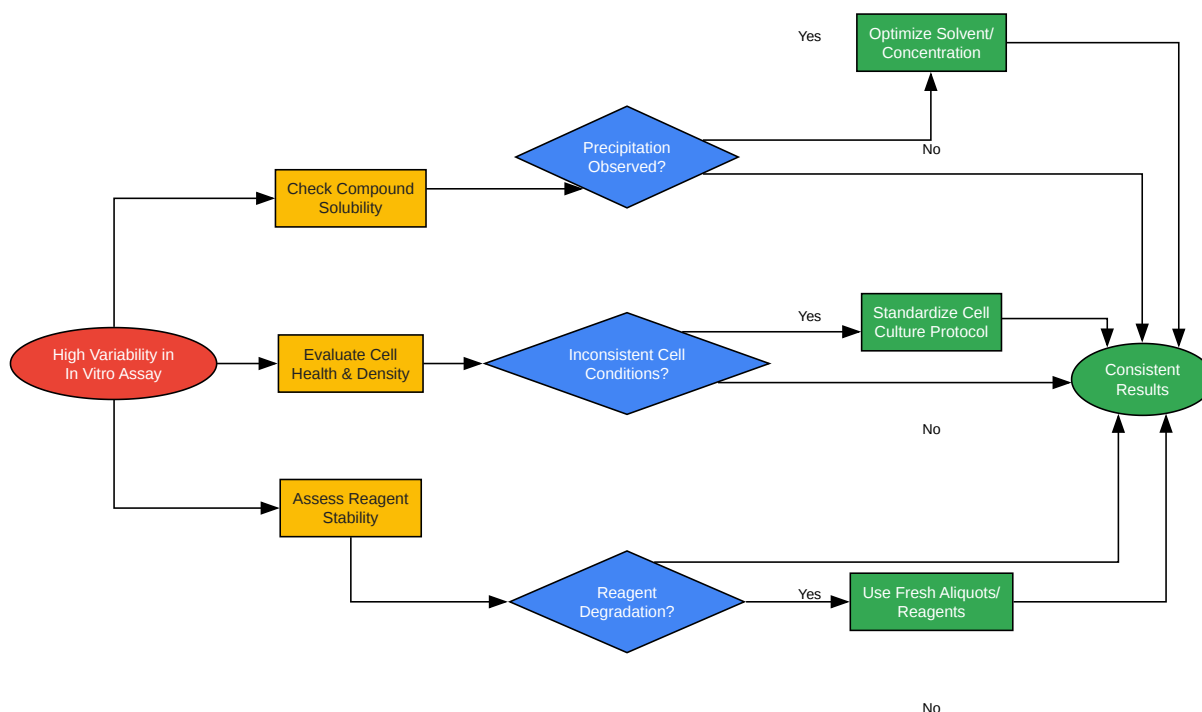 Yes
Optimize Solvent/
Concentration
Precipitation
Observed?
No
Check Compound
Solubility
High Variability in
In Vitro Assay
Evaluate Cell
Health & Density
Inconsistent Cell
Conditions?
Yes
Standardize Cell
Culture Protocol
Consistent
Results
No
Assess Reagent
Stability
Reagent
Degradation?
Yes
Use Fresh Aliquots/
Reagents
No